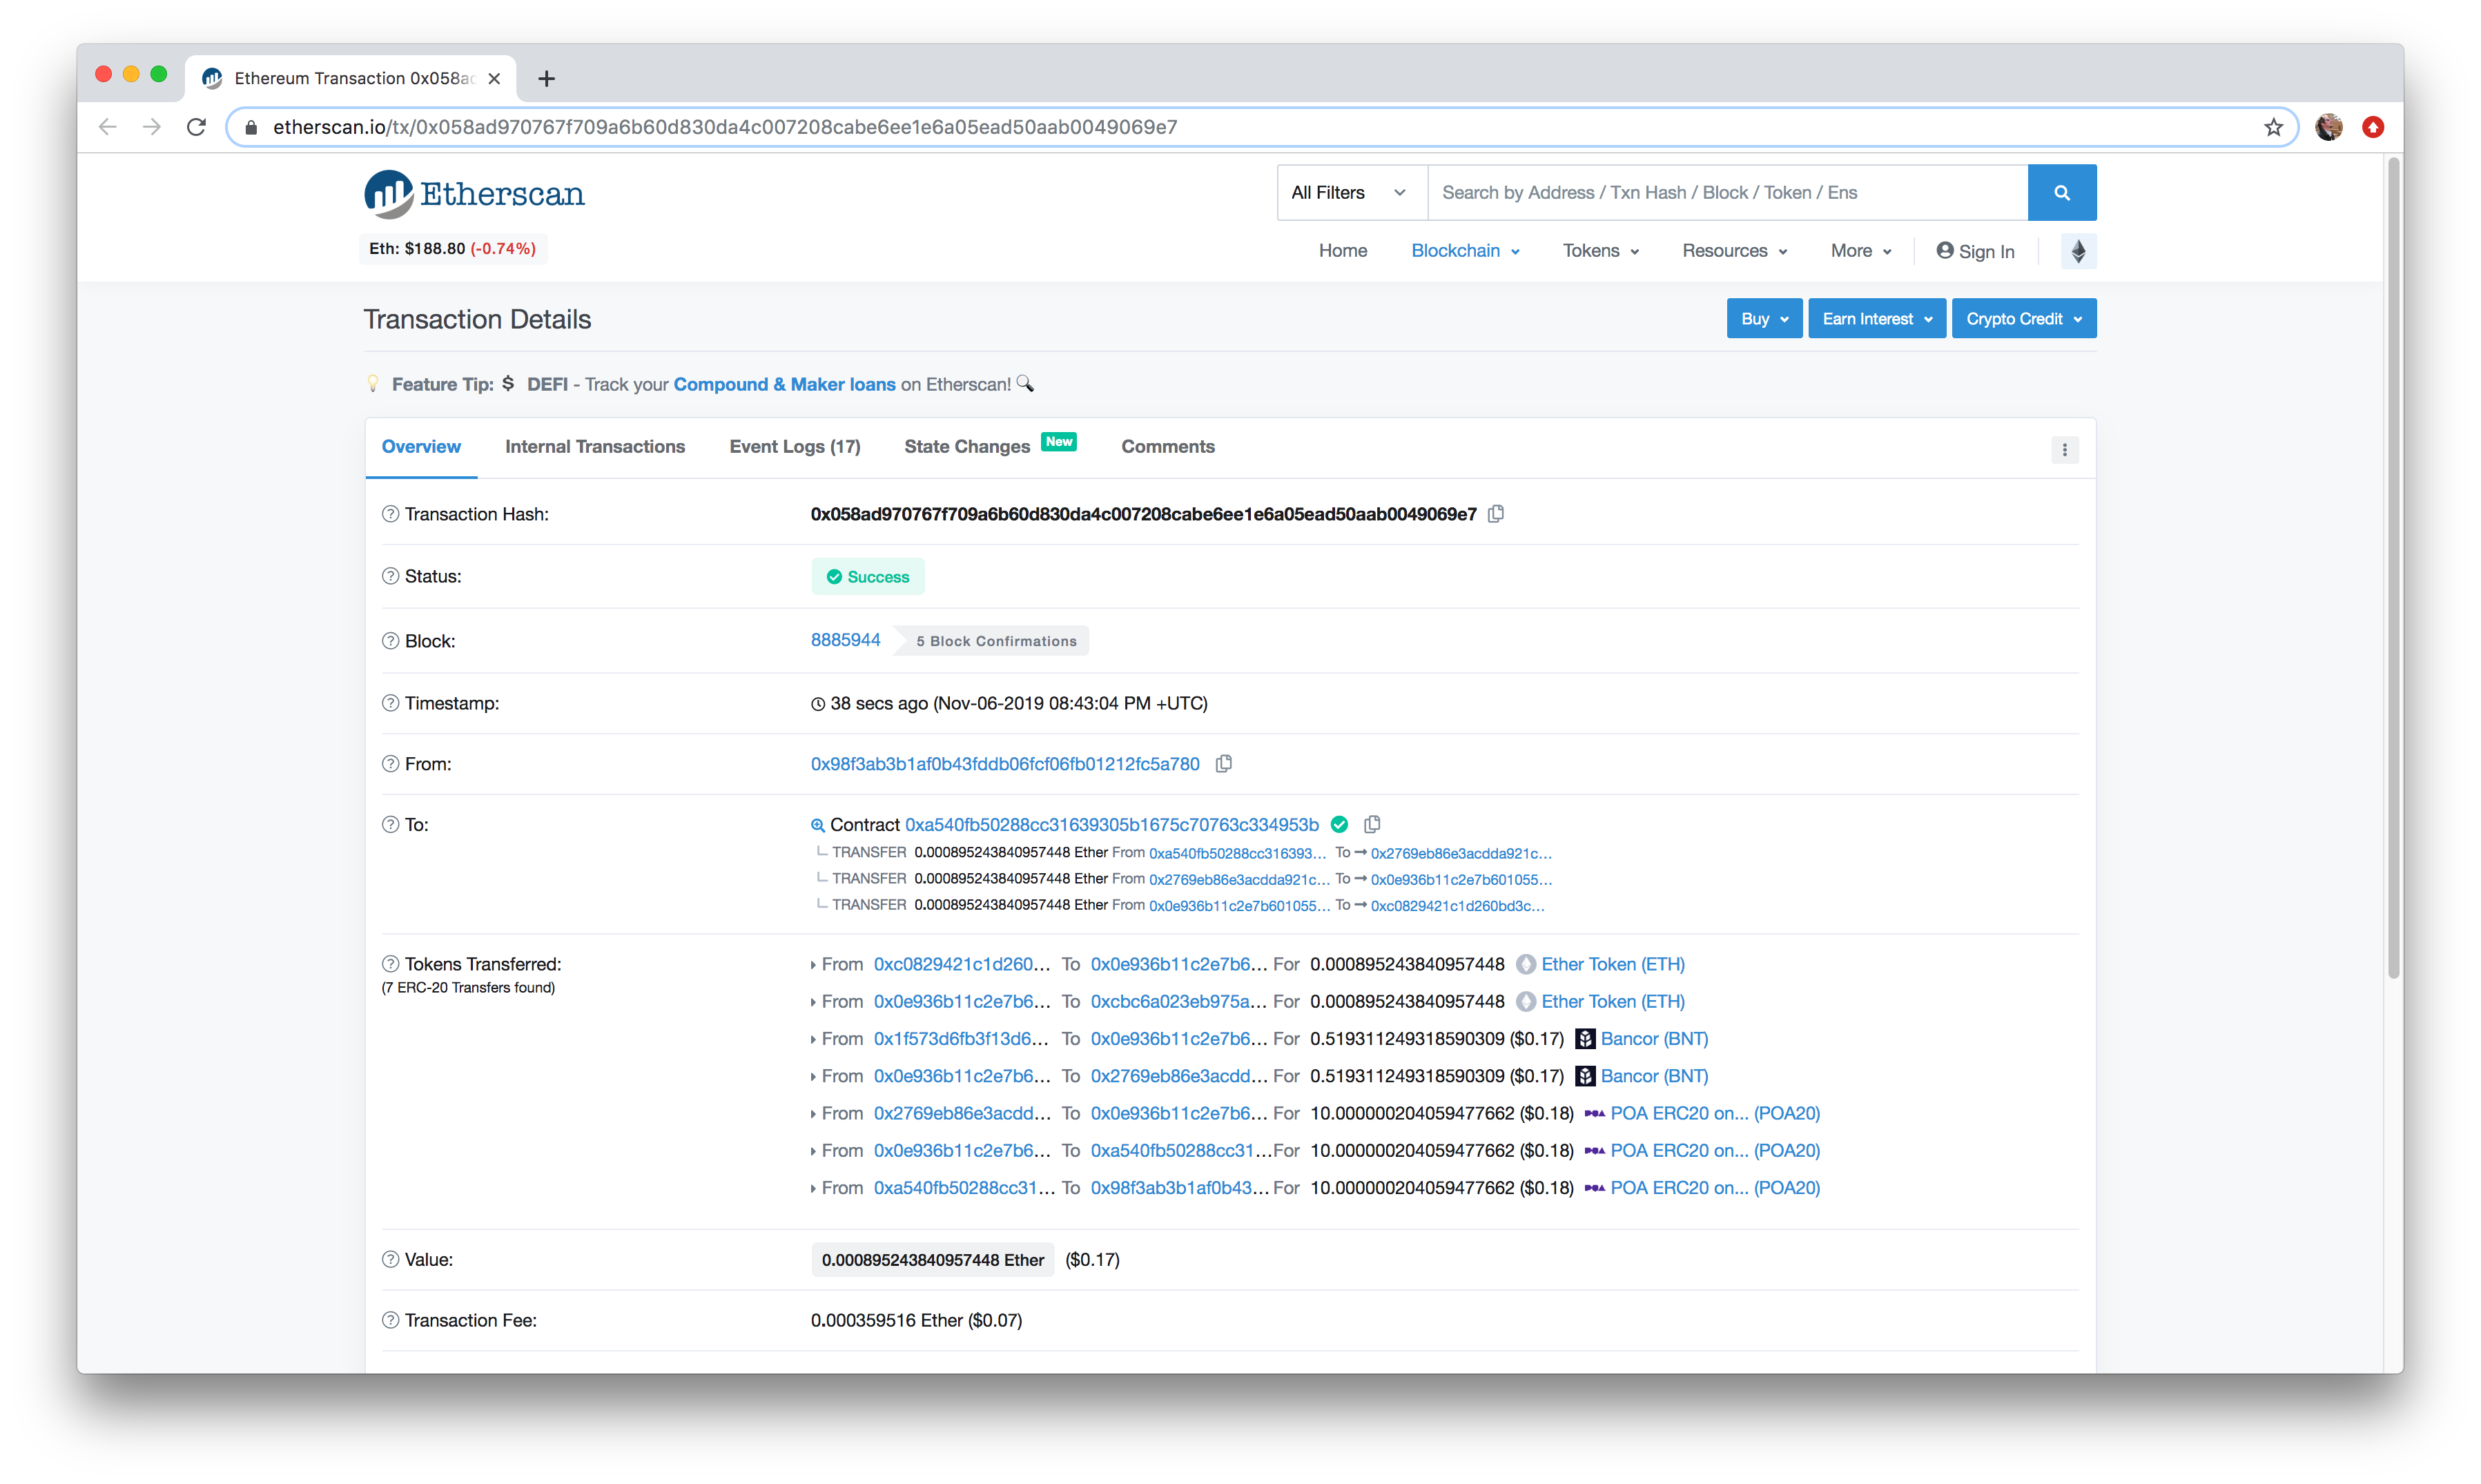 Ethereum Transaction 0x058ac
etherscan.io/tx/0x058ad970767f709a6b60d830da4c007208cabe6ee1e6a05ead50aab0049069e7
Etherscan
All Filters
Search by Address / Txn Hash / Block / Token / Ens
Eth: $188.80 (-0.74%)
Home Blockchain Tokens Resources More Sign In
Transaction Details
Buy Earn Interest Crypto Credit
Feature Tip: $ DEFI - Track your Compound & Maker loans on Etherscan!
Overview Internal Transactions Event Logs (17) State Changes New Comments
Transaction Hash: 0x058ad970767f709a6b60d830da4c007208cabe6ee1e6a05ead50aab0049069e7
Status: Success
Block: 8885944 5 Block Confirmations
Timestamp: 38 secs ago (Nov-06-2019 08:43:04 PM +UTC)
From: 0x98f3ab3b1af0b43fddb06fcf06fb01212fc5a780
To: Contract 0xa540fb50288cc31639305b1675c70763c334953b
TRANSFER 0.000895243840957448 Ether From 0xa540fb50288cc316393... To 0x2769eb86e3acdda921c...
TRANSFER 0.000895243840957448 Ether From 0x2769eb86e3acdda921c... To 0x0e936b11c2e7b601055...
TRANSFER 0.000895243840957448 Ether From 0x0e936b11c2e7b601055... To 0xc0829421c1d260bd3c...
Tokens Transferred:
(7 ERC-20 Transfers found)
From 0xc0829421c1d260... To 0x0e936b11c2e7b6... For 0.000895243840957448 Ether Token (ETH)
From 0x0e936b11c2e7b6... To 0xcbc6a023eb975a... For 0.000895243840957448 Ether Token (ETH)
From 0x1f573d6fb3f13d6... To 0x0e936b11c2e7b6... For 0.519311249318590309 ($0.17) Bancor (BNT)
From 0x0e936b11c2e7b6... To 0x2769eb86e3acdd... For 0.519311249318590309 ($0.17) Bancor (BNT)
From 0x2769eb86e3acdd... To 0x0e936b11c2e7b6... For 10.000000204059477662 ($0.18) POA ERC20 on... (POA20)
From 0x0e936b11c2e7b6... To 0xa540fb50288cc31... For 10.000000204059477662 ($0.18) POA ERC20 on... (POA20)
From 0xa540fb50288cc31... To 0x98f3ab3b1af0b43... For 10.000000204059477662 ($0.18) POA ERC20 on... (POA20)
Value: 0.000895243840957448 Ether ($0.17)
Transaction Fee: 0.000359516 Ether ($0.07)